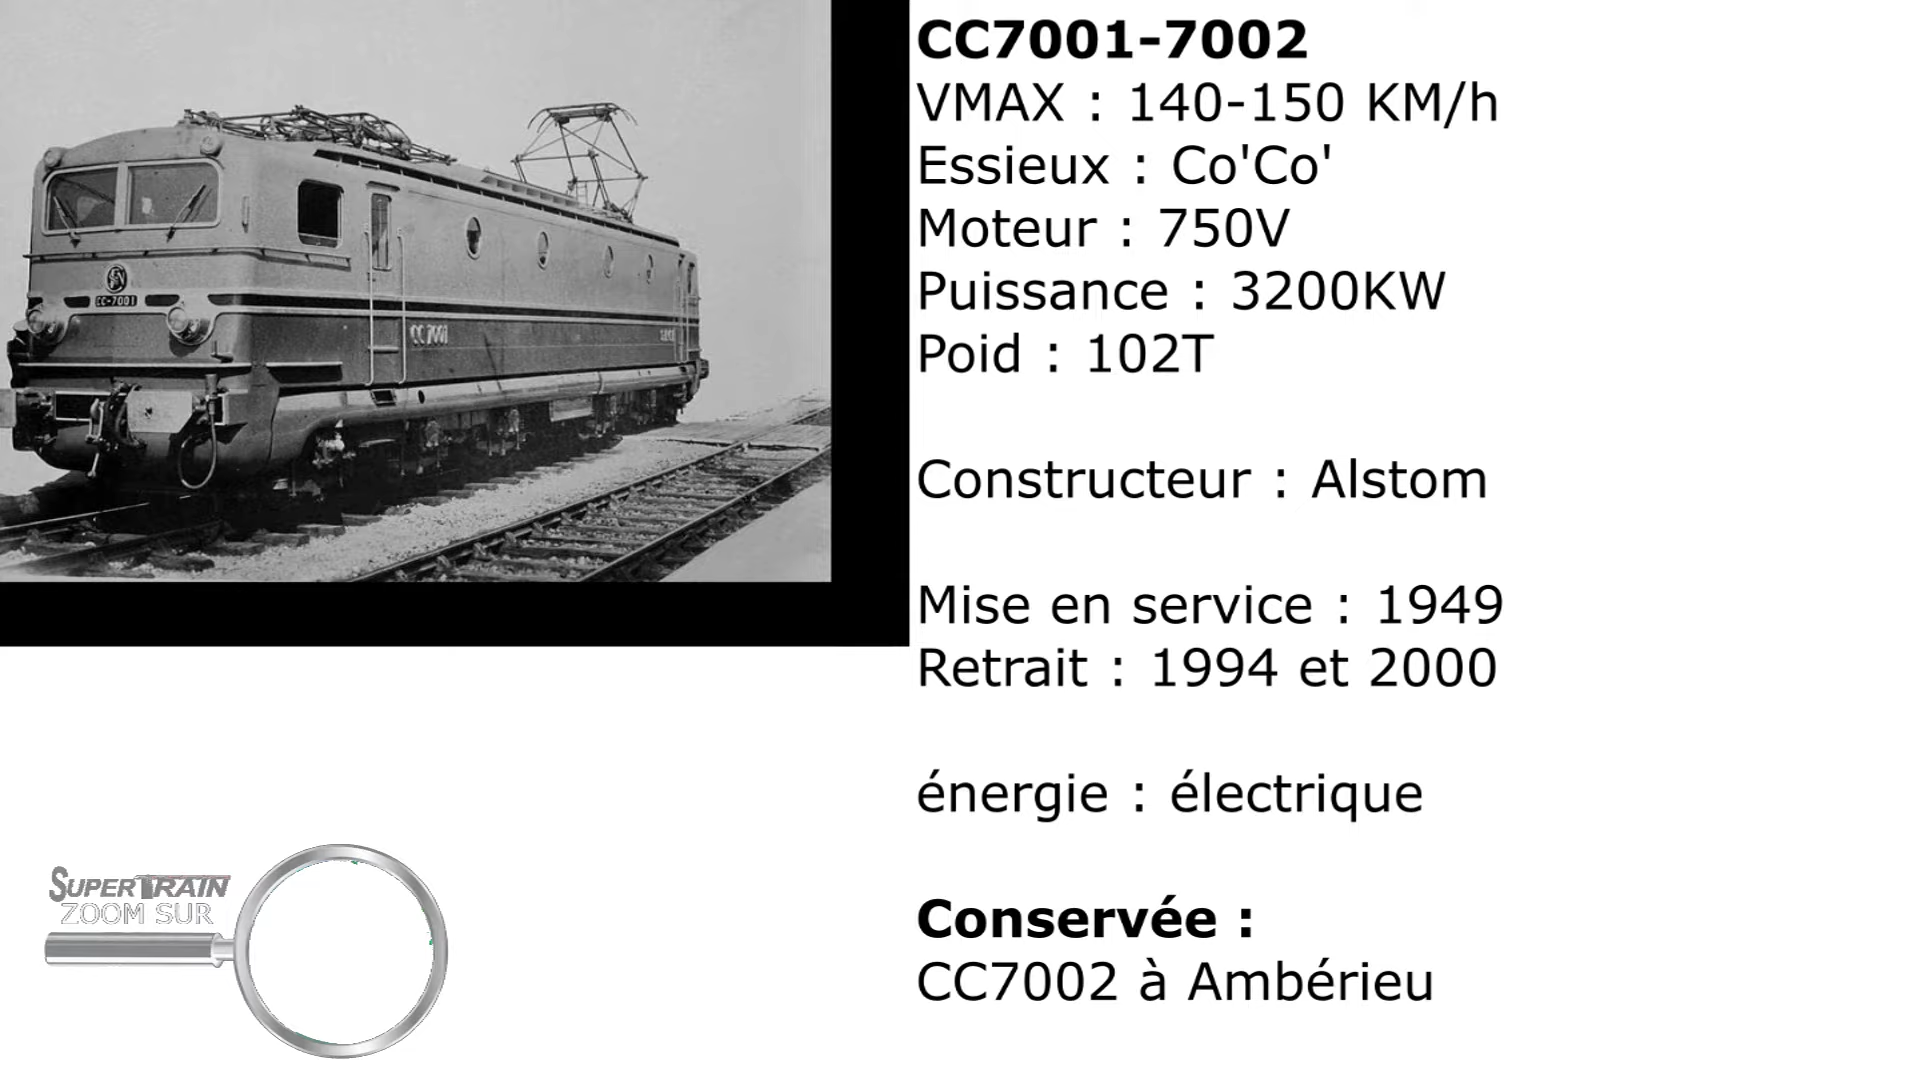 CC7001-7002
VMAX : 140-150 KM/h
Essieux : Co'Co'
Moteur : 750V
Puissance : 3200KW
Poid : 102T
Constructeur : Alstom
Mise en service : 1949
Retrait : 1994 et 2000
énergie : électrique
Conservée :
CC7002 à Ambérieu
CC-7001
CC 7001
SUPERTRAIN
ZOOM SUR